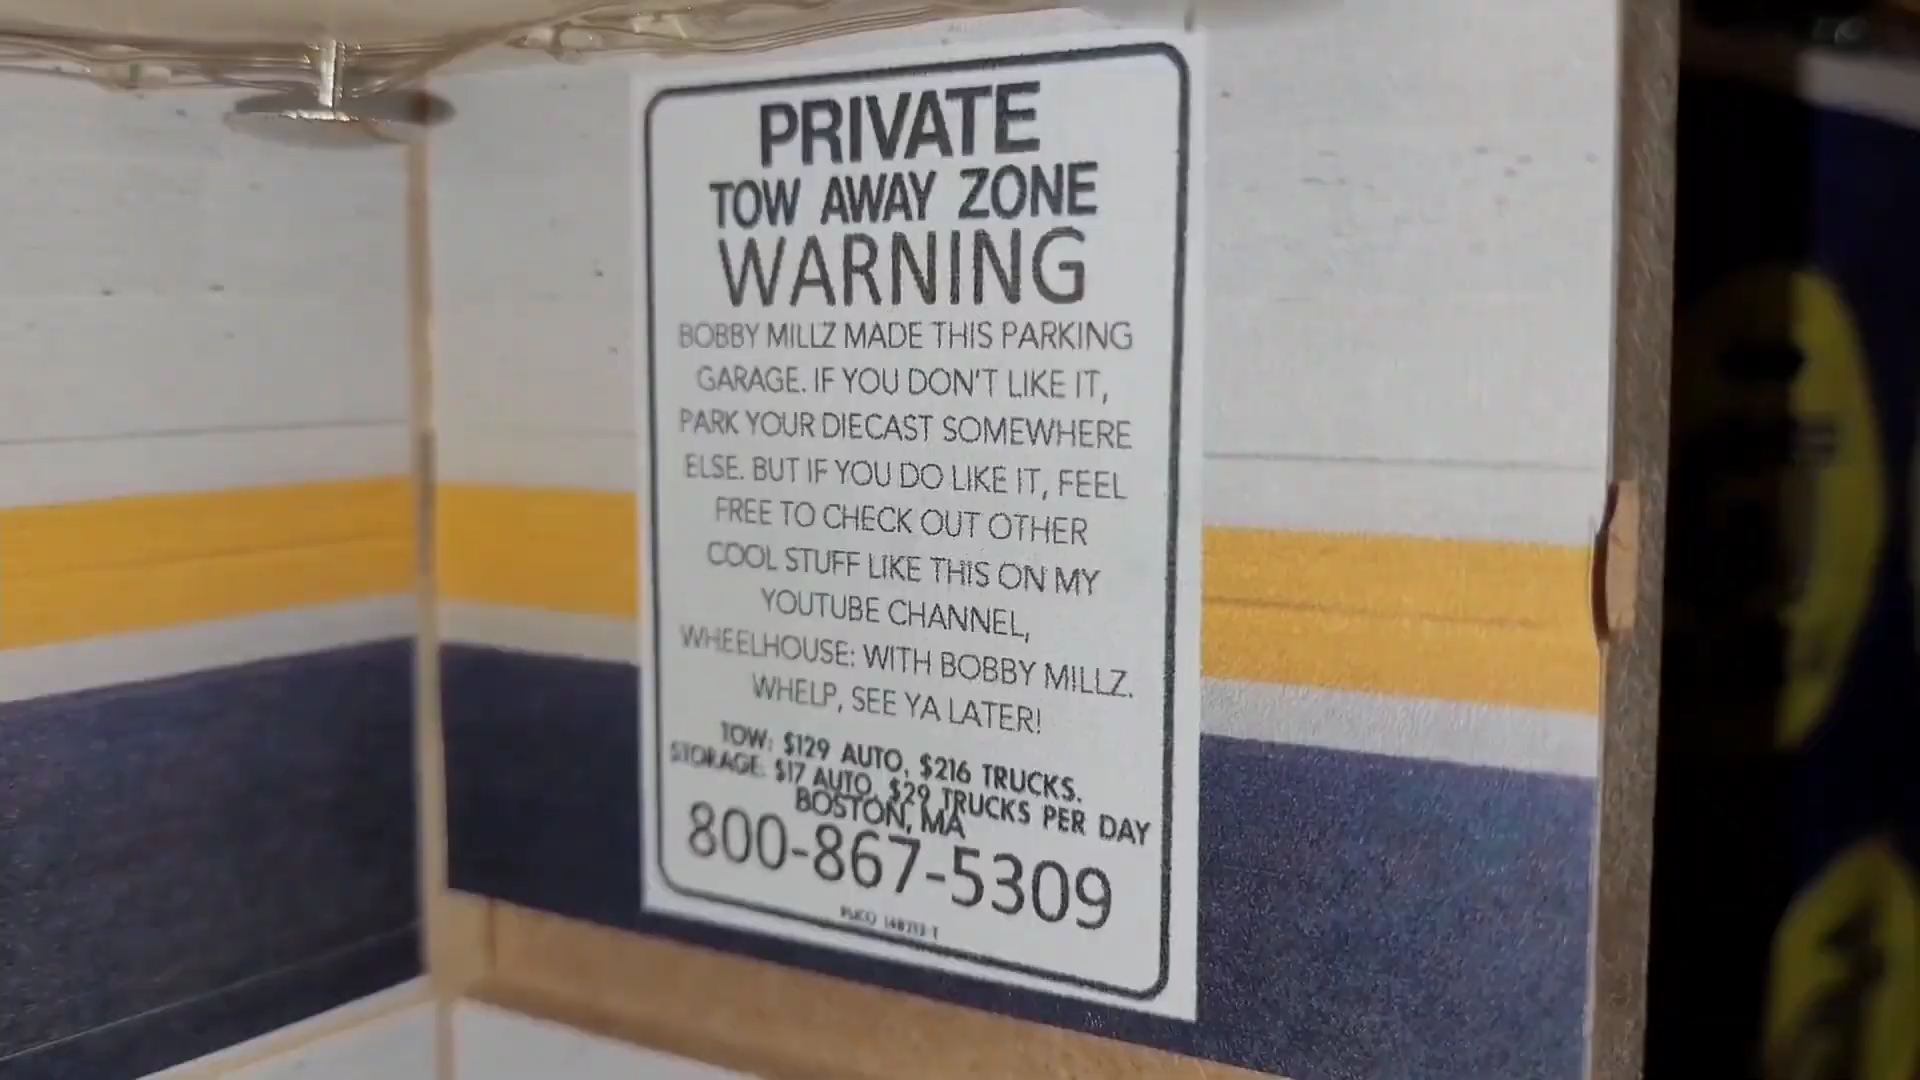 PRIVATE
TOW AWAY ZONE
WARNING
BOBBY MILLZ MADE THIS PARKING
GARAGE. IF YOU DON'T LIKE IT,
PARK YOUR DIECAST SOMEWHERE
ELSE. BUT IF YOU DO LIKE IT, FEEL
FREE TO CHECK OUT OTHER
COOL STUFF LIKE THIS ON MY
YOUTUBE CHANNEL,
WHEELHOUSE: WITH BOBBY MILLZ.
WHELP, SEE YA LATER!
TOW: $129 AUTO, $216 TRUCKS.
STORAGE: $17 AUTO, $29 TRUCKS PER DAY
BOSTON, MA
800-867-5309